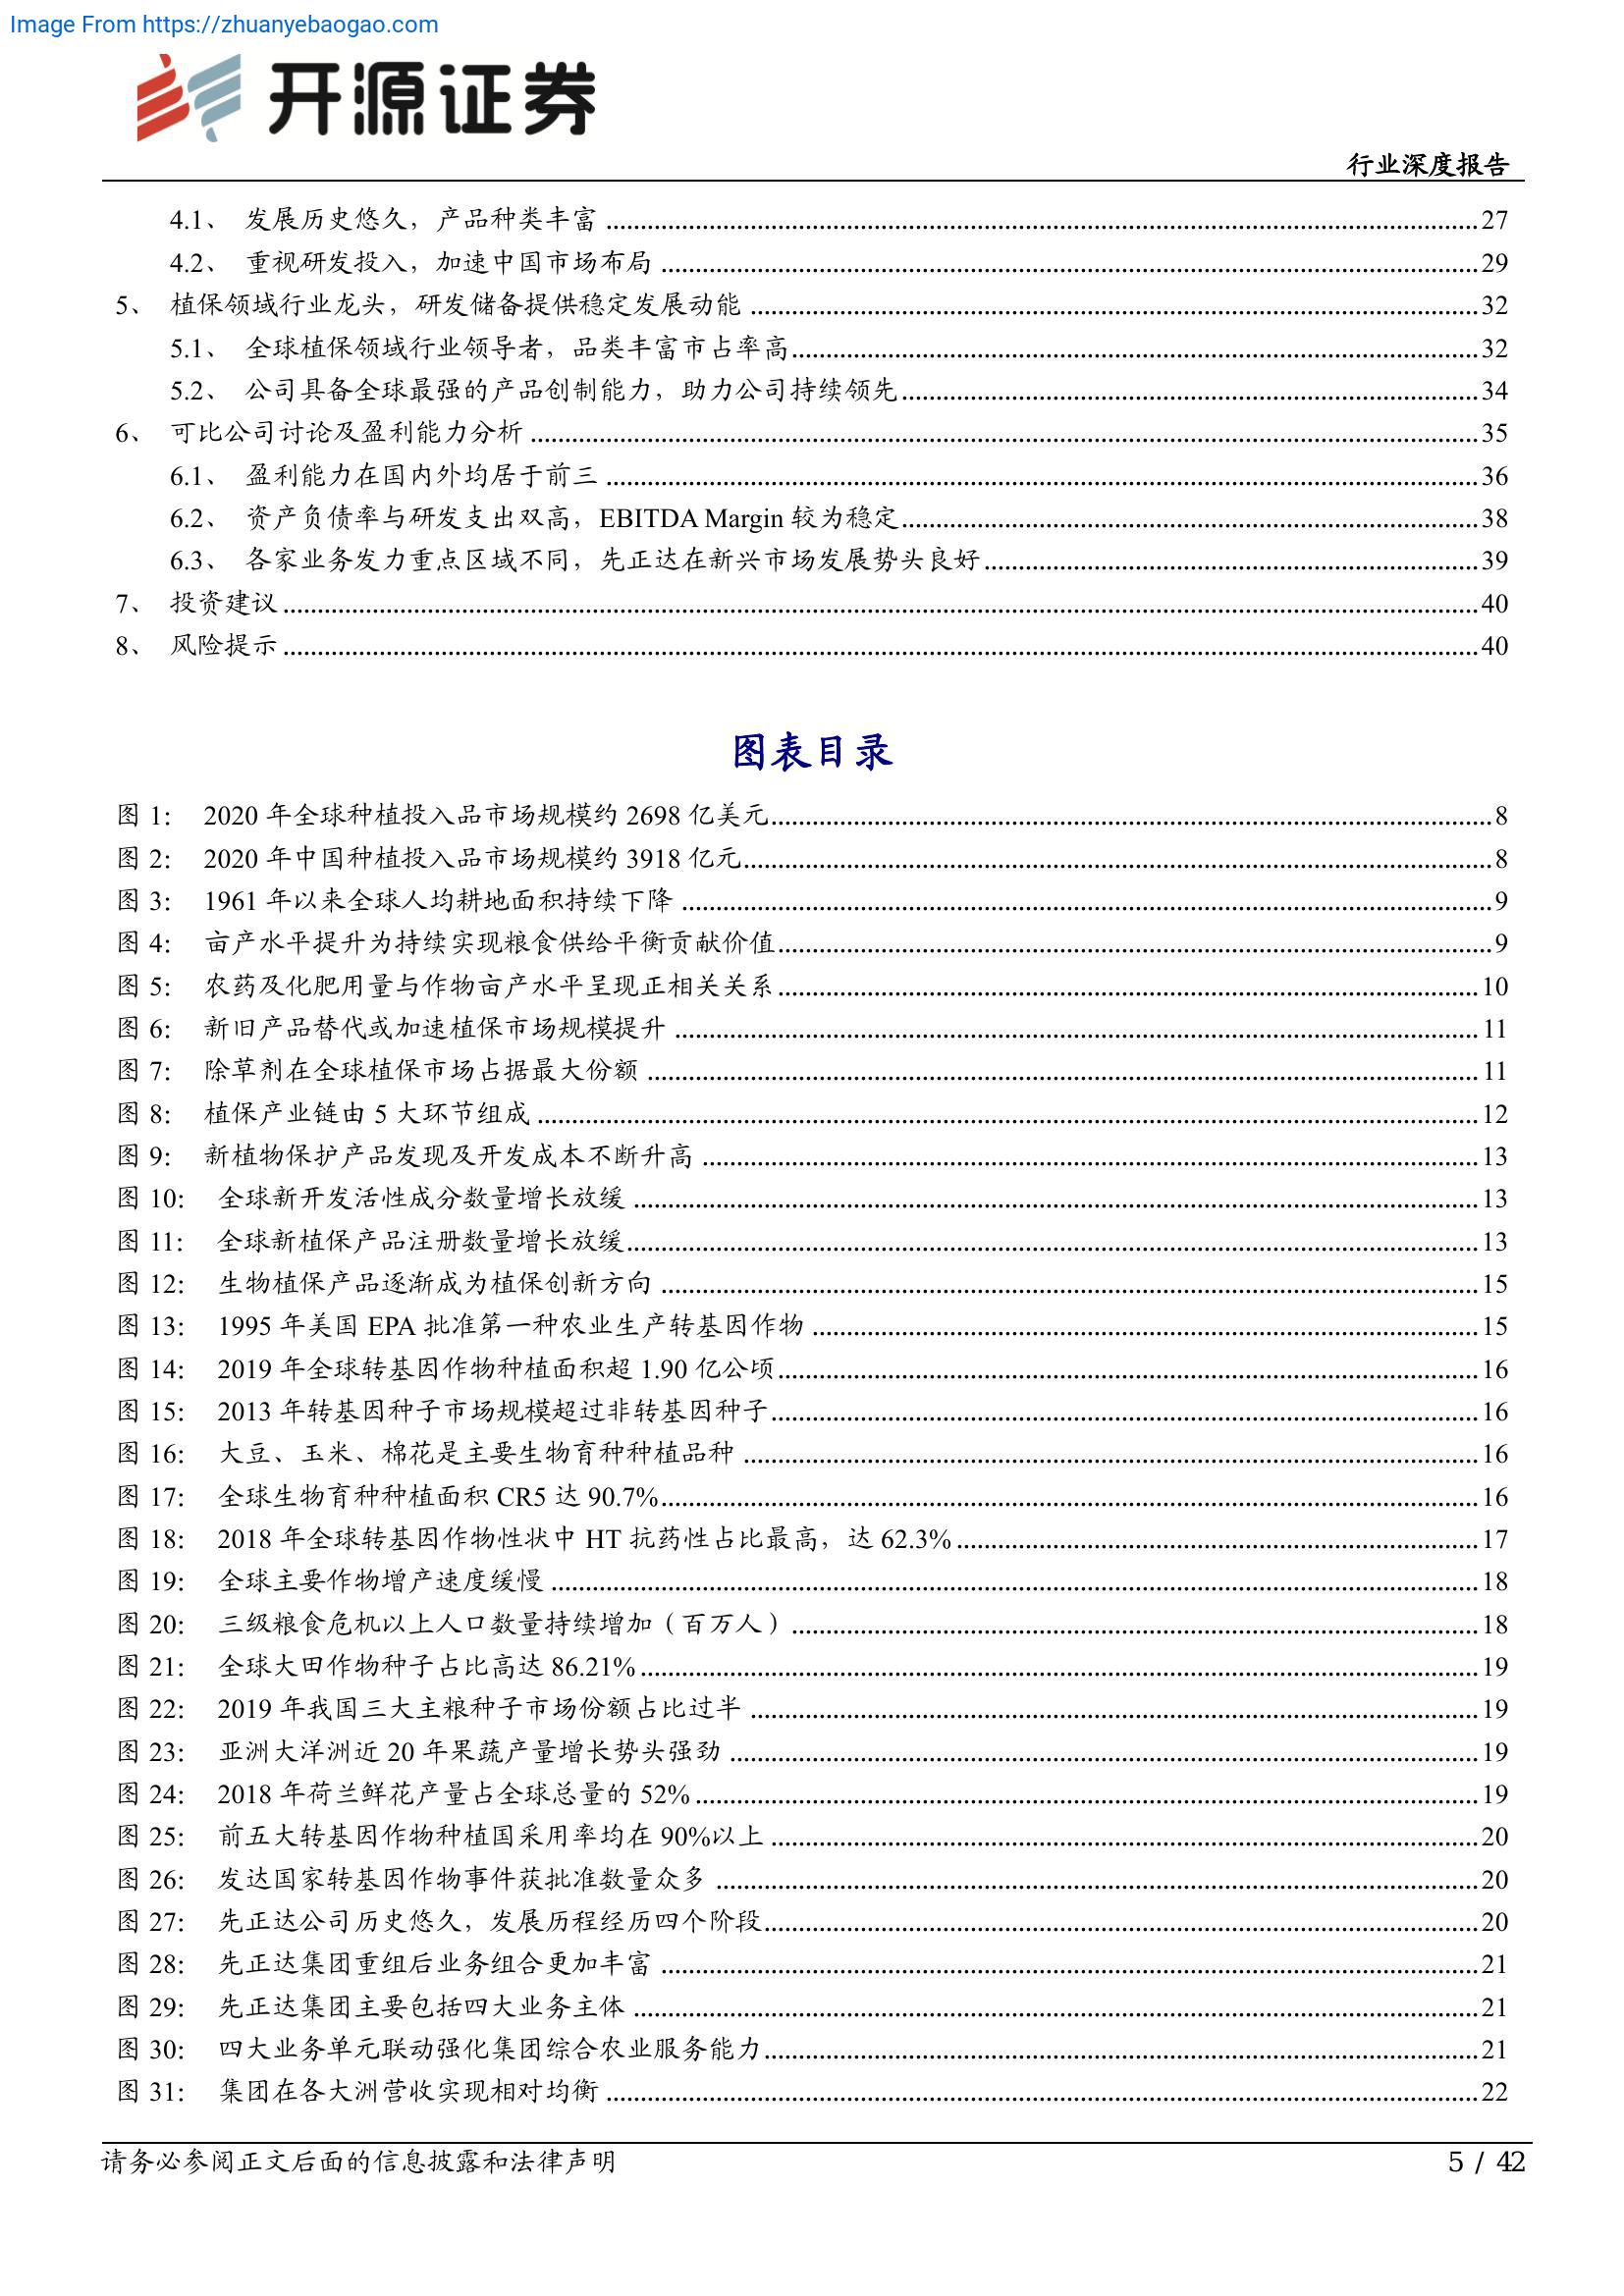 Image From https://zhuanyebaogao.com
开源证券
行业深度报告
4.1、 发展历史悠久，产品种类丰富 ........ 27
4.2、 重视研发投入，加速中国市场布局 ........ 29
5、 植保领域行业龙头，研发储备提供稳定发展动能 ........ 32
5.1、 全球植保领域行业领导者，品类丰富市占率高 ........ 32
5.2、 公司具备全球最强的产品创制能力，助力公司持续领先 ........ 34
6、 可比公司讨论及盈利能力分析 ........ 35
6.1、 盈利能力在国内外均居于前三 ........ 36
6.2、 资产负债率与研发支出双高，EBITDA Margin 较为稳定 ........ 38
6.3、 各家业务发力重点区域不同，先正达在新兴市场发展势头良好 ........ 39
7、 投资建议 ........ 40
8、 风险提示 ........ 40
图表目录
图 1： 2020 年全球种植投入品市场规模约 2698 亿美元 ........ 8
图 2： 2020 年中国种植投入品市场规模约 3918 亿元 ........ 8
图 3： 1961 年以来全球人均耕地面积持续下降 ........ 9
图 4： 亩产水平提升为持续实现粮食供给平衡贡献价值 ........ 9
图 5： 农药及化肥用量与作物亩产水平呈现正相关关系 ........ 10
图 6： 新旧产品替代或加速植保市场规模提升 ........ 11
图 7： 除草剂在全球植保市场占据最大份额 ........ 11
图 8： 植保产业链由 5 大环节组成 ........ 12
图 9： 新植物保护产品发现及开发成本不断升高 ........ 13
图 10： 全球新开发活性成分数量增长放缓 ........ 13
图 11： 全球新植保产品注册数量增长放缓 ........ 13
图 12： 生物植保产品逐渐成为植保创新方向 ........ 15
图 13： 1995 年美国 EPA 批准第一种农业生产转基因作物 ........ 15
图 14： 2019 年全球转基因作物种植面积超 1.90 亿公顷 ........ 16
图 15： 2013 年转基因种子市场规模超过非转基因种子 ........ 16
图 16： 大豆、玉米、棉花是主要生物育种种植品种 ........ 16
图 17： 全球生物育种种植面积 CR5 达 90.7% ........ 16
图 18： 2018 年全球转基因作物性状中 HT 抗药性占比最高，达 62.3% ........ 17
图 19： 全球主要作物增产速度缓慢 ........ 18
图 20： 三级粮食危机以上人口数量持续增加（百万人） ........ 18
图 21： 全球大田作物种子占比高达 86.21% ........ 19
图 22： 2019 年我国三大主粮种子市场份额占比过半 ........ 19
图 23： 亚洲大洋洲近 20 年果蔬产量增长势头强劲 ........ 19
图 24： 2018 年荷兰鲜花产量占全球总量的 52% ........ 19
图 25： 前五大转基因作物种植国采用率均在 90%以上 ........ 20
图 26： 发达国家转基因作物事件获批准数量众多 ........ 20
图 27： 先正达公司历史悠久，发展历程经历四个阶段 ........ 20
图 28： 先正达集团重组后业务组合更加丰富 ........ 21
图 29： 先正达集团主要包括四大业务主体 ........ 21
图 30： 四大业务单元联动强化集团综合农业服务能力 ........ 21
图 31： 集团在各大洲营收实现相对均衡 ........ 22
请务必参阅正文后面的信息披露和法律声明
5 / 42